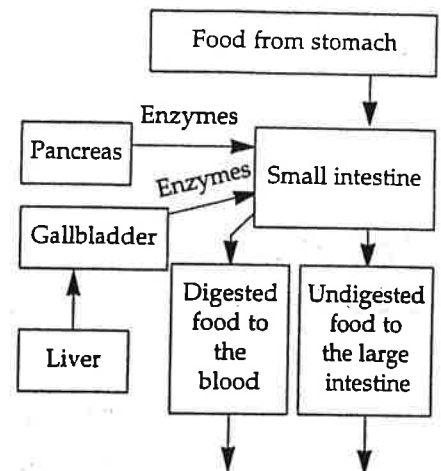 Food from stomach
Enzymes
Pancreas
Enzymes
Small intestine
Gallbladder
Liver
Digested
food to
the
blood
Undigested
food to
the large
intestine